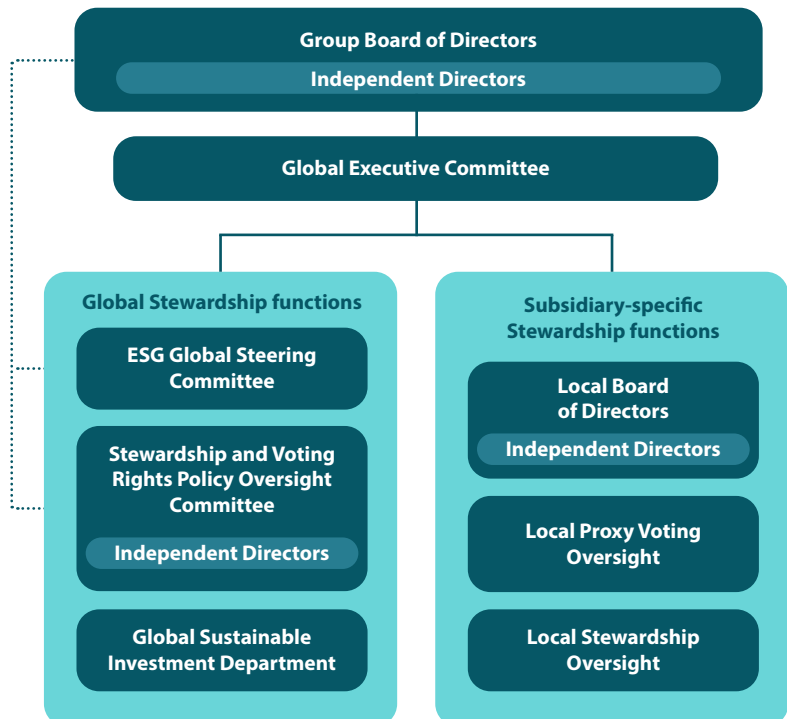 Group Board of Directors
Independent Directors
Global Executive Committee
Global Stewardship functions
ESG Global Steering
Committee
Stewardship and Voting
Rights Policy Oversight
Committee
Independent Directors
Global Sustainable
Investment Department
Subsidiary-specific
Stewardship functions
Local Board
of Directors
Independent Directors
Local Proxy Voting
Oversight
Local Stewardship
Oversight